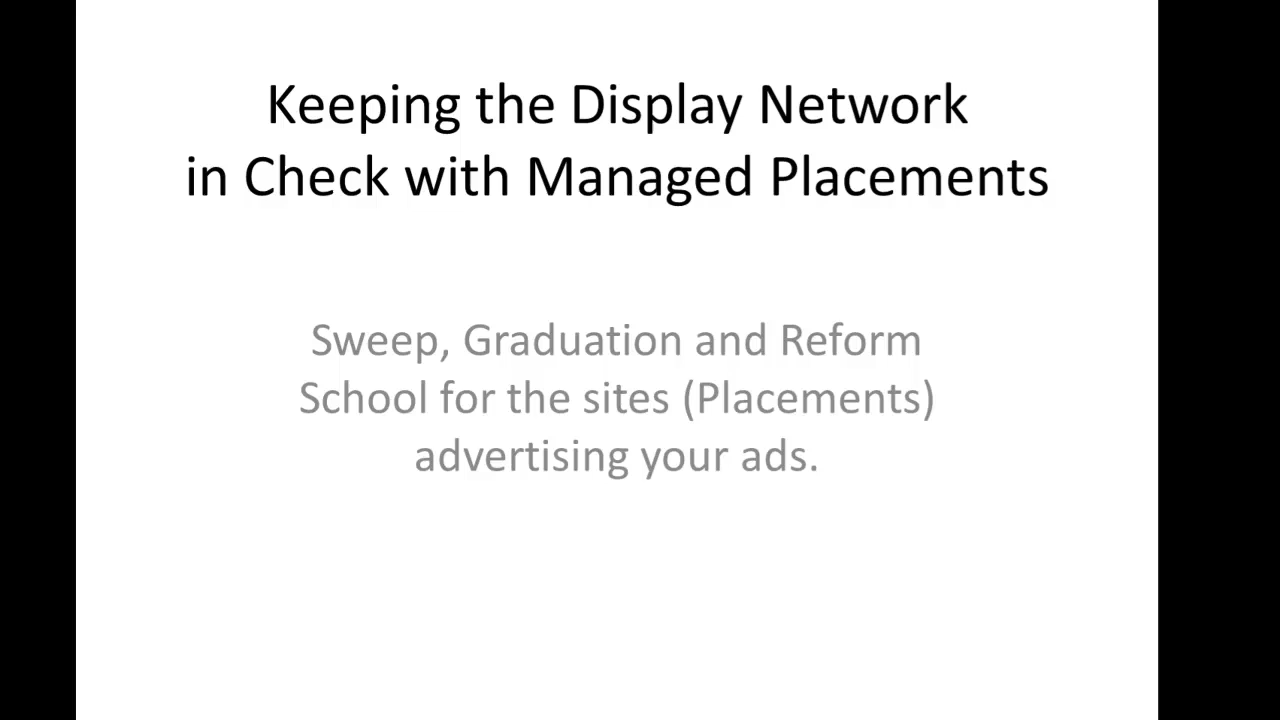 Keeping the Display Network
in Check with Managed Placements
Sweep, Graduation and Reform
School for the sites (Placements)
advertising your ads.